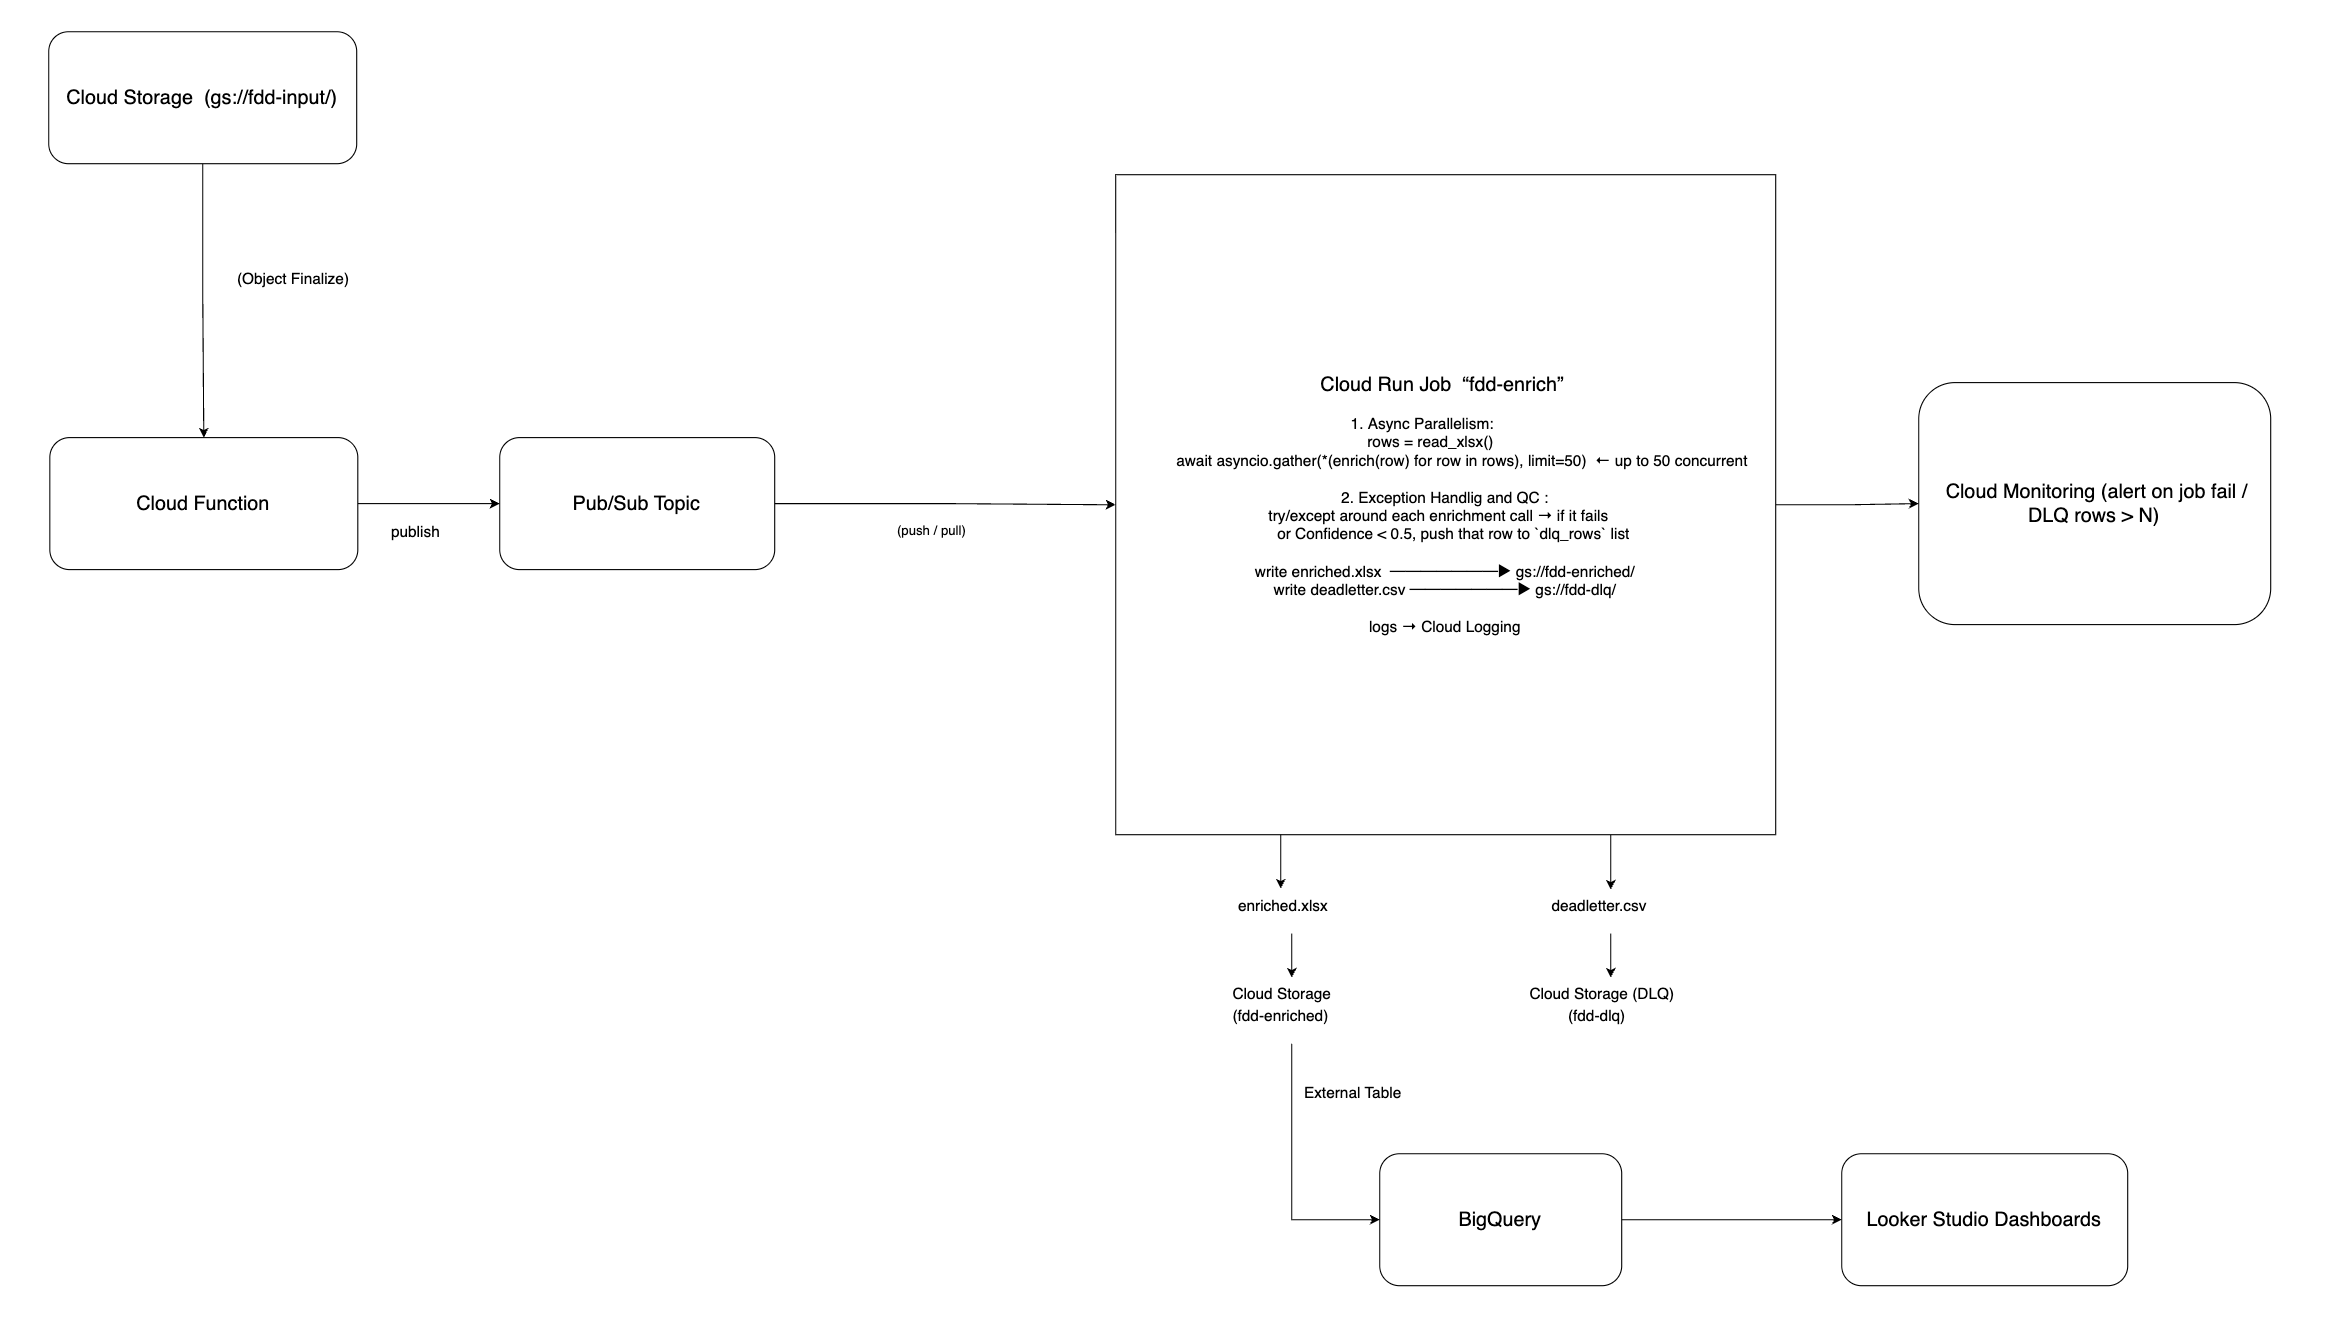 Cloud Storage  (gs://fdd-input/)
(Object Finalize)
Cloud Function
publish
Pub/Sub Topic
(push / pull)
Cloud Run Job  “fdd-enrich”
1. Async Parallelism:
rows = read_xlsx()
await asyncio.gather(*(enrich(row) for row in rows), limit=50)  ← up to 50 concurrent
2. Exception Handlig and QC :
try/except around each enrichment call → if it fails
or Confidence < 0.5, push that row to `dlq_rows` list
write enriched.xlsx ──────────▶ gs://fdd-enriched/
write deadletter.csv ──────────▶ gs://fdd-dlq/
logs → Cloud Logging
Cloud Monitoring (alert on job fail /
DLQ rows > N)
enriched.xlsx
deadletter.csv
Cloud Storage
(fdd-enriched)
Cloud Storage (DLQ)
(fdd-dlq)
External Table
BigQuery
Looker Studio Dashboards